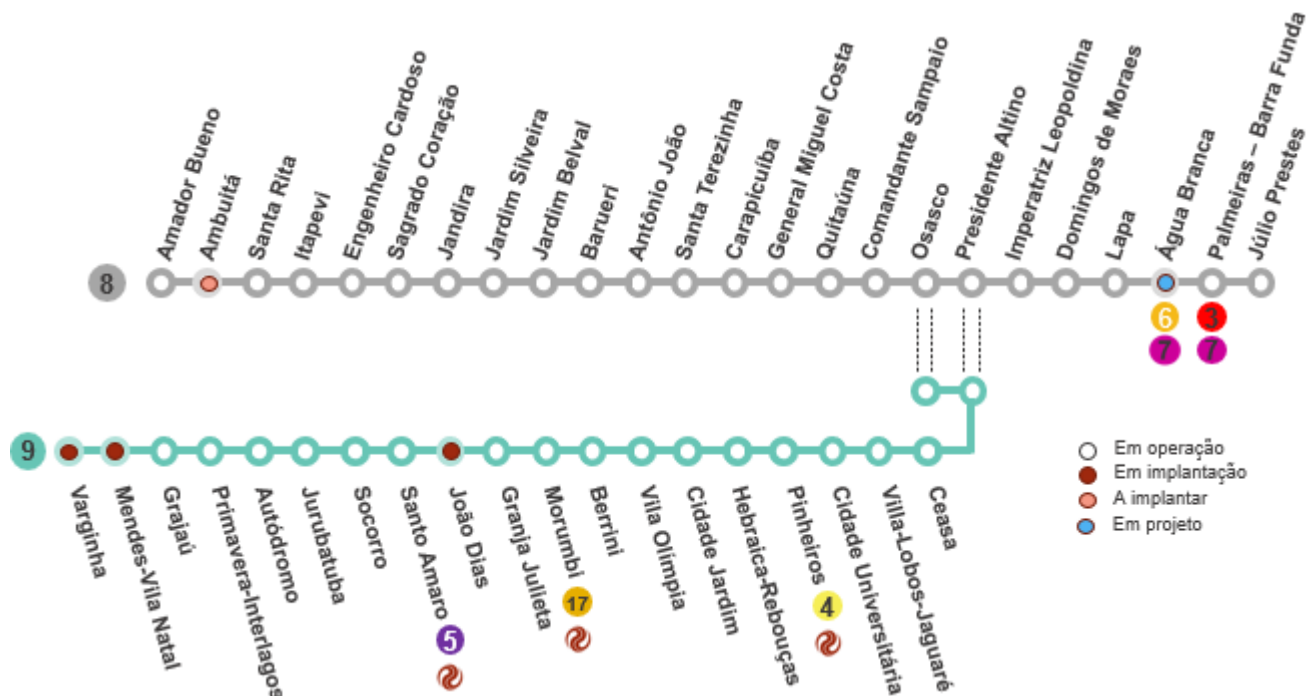 Amador Bueno
Ambuitá
Santa Rita
Itapevi
Engenheiro Cardoso
Sagrado Coração
Jandira
Jardim Silveira
Jardim Belval
Barueri
Antônio João
Santa Terezinha
Carapicuíba
General Miguel Costa
Quitaúna
Comandante Sampaio
Osasco
Presidente Altino
Imperatriz Leopoldina
Domingos de Moraes
Lapa
Água Branca
Palmeiras – Barra Funda
Júlio Prestes
8
6
3
7
7
9
Em operação
Em implantação
A implantar
Em projeto
Varginha
Mendes-Vila Natal
Grajaú
Primavera-Interlagos
Autódromo
Jurubatuba
Socorro
Santo Amaro
5
João Dias
Granja Julieta
Morumbi
17
Berrini
Vila Olímpia
Cidade Jardim
Hebraica-Rebouças
Pinheiros
4
Cidade Universitária
Villa-Lobos-Jaguaré
Ceasa